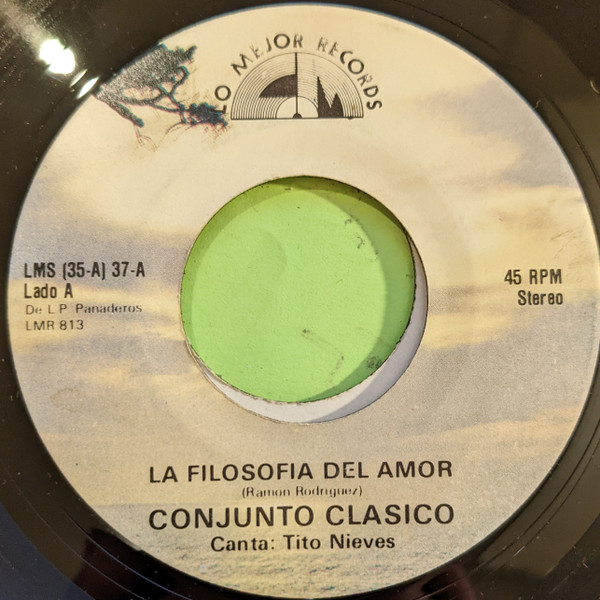 LO MEJOR RECORDS
LM
LMS (35-A) 37-A
Lado A
De L.P. Panaderos
LMR 813
45 RPM
Stereo
LA FILOSOFIA DEL AMOR
(Ramon Rodriguez)
CONJUNTO CLASICO
Canta: Tito Nieves